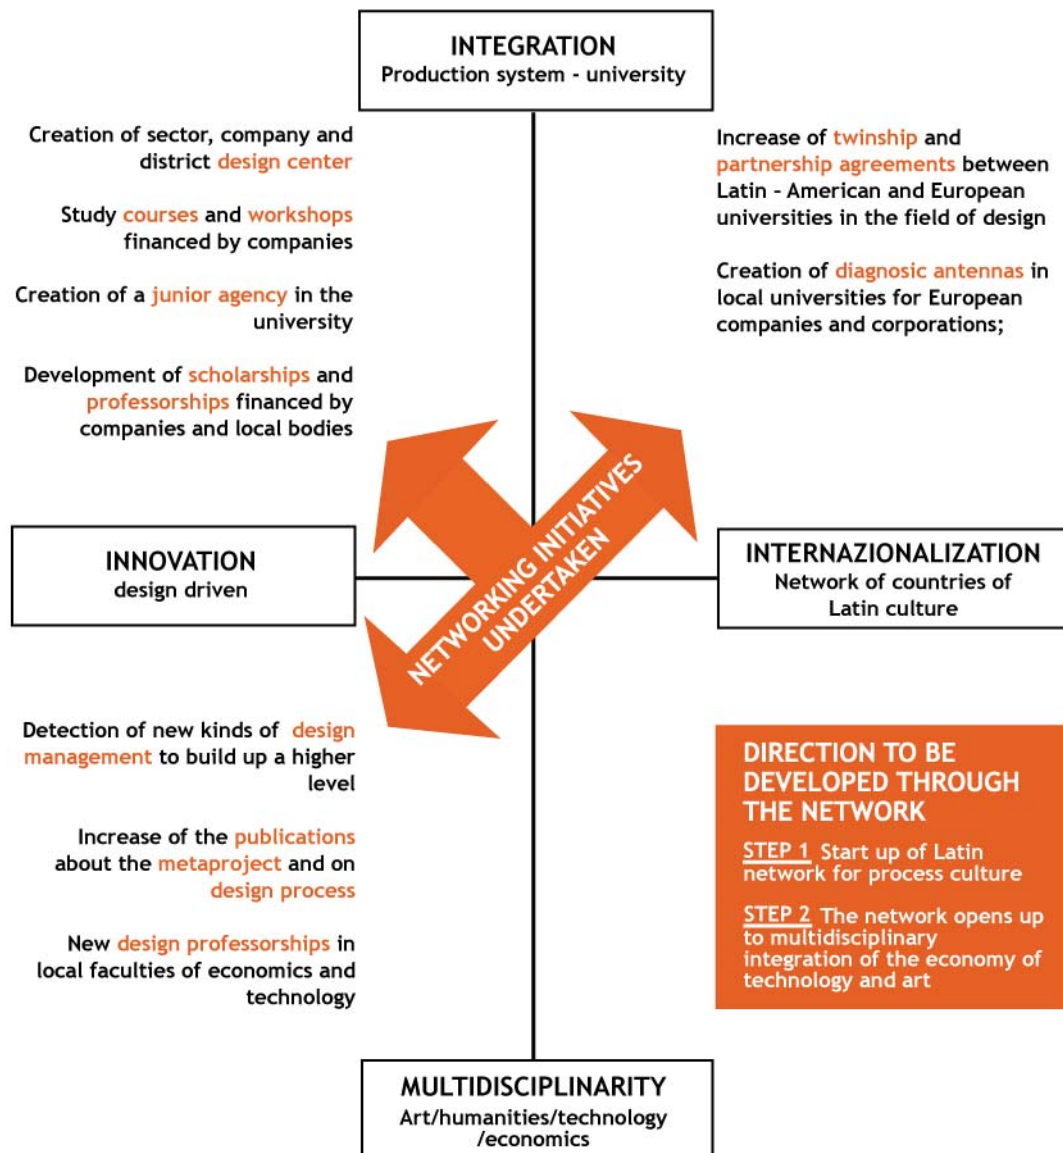 INTEGRATION
Production system - university
Creation of sector, company and
district design center
Study courses and workshops
financed by companies
Creation of a junior agency in the
university
Development of scholarships and
professorships financed by
companies and local bodies
Increase of twinship and
partnership agreements between
Latin - American and European
universities in the field of design
Creation of diagnosic antennas in
local universities for European
companies and corporations;
NETWORKING INITIATIVES
UNDERTAKEN
INNOVATION
design driven
INTERNAZIONALIZATION
Network of countries of
Latin culture
Detection of new kinds of design
management to build up a higher
level
Increase of the publications
about the metaproject and on
design process
New design professorships in
local faculties of economics and
technology
DIRECTION TO BE
DEVELOPED THROUGH
THE NETWORK
STEP 1 Start up of Latin
network for process culture
STEP 2 The network opens up
to multidisciplinary
integration of the economy of
technology and art
MULTIDISCIPLINARITY
Art/humanities/technology
/economics